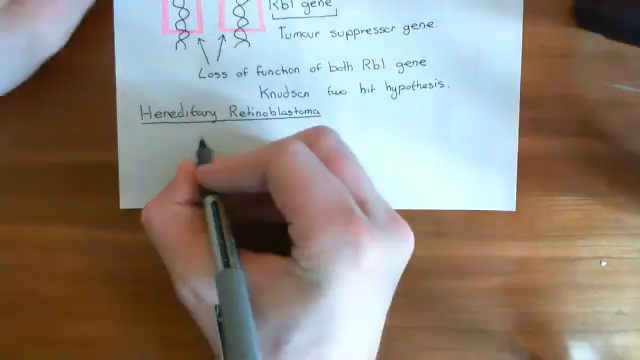 Rb1 gene
Tumour suppressor gene.
Loss of function of both Rb1 gene
Knudson two hit hypothesis.
Hereditary Retinoblastoma